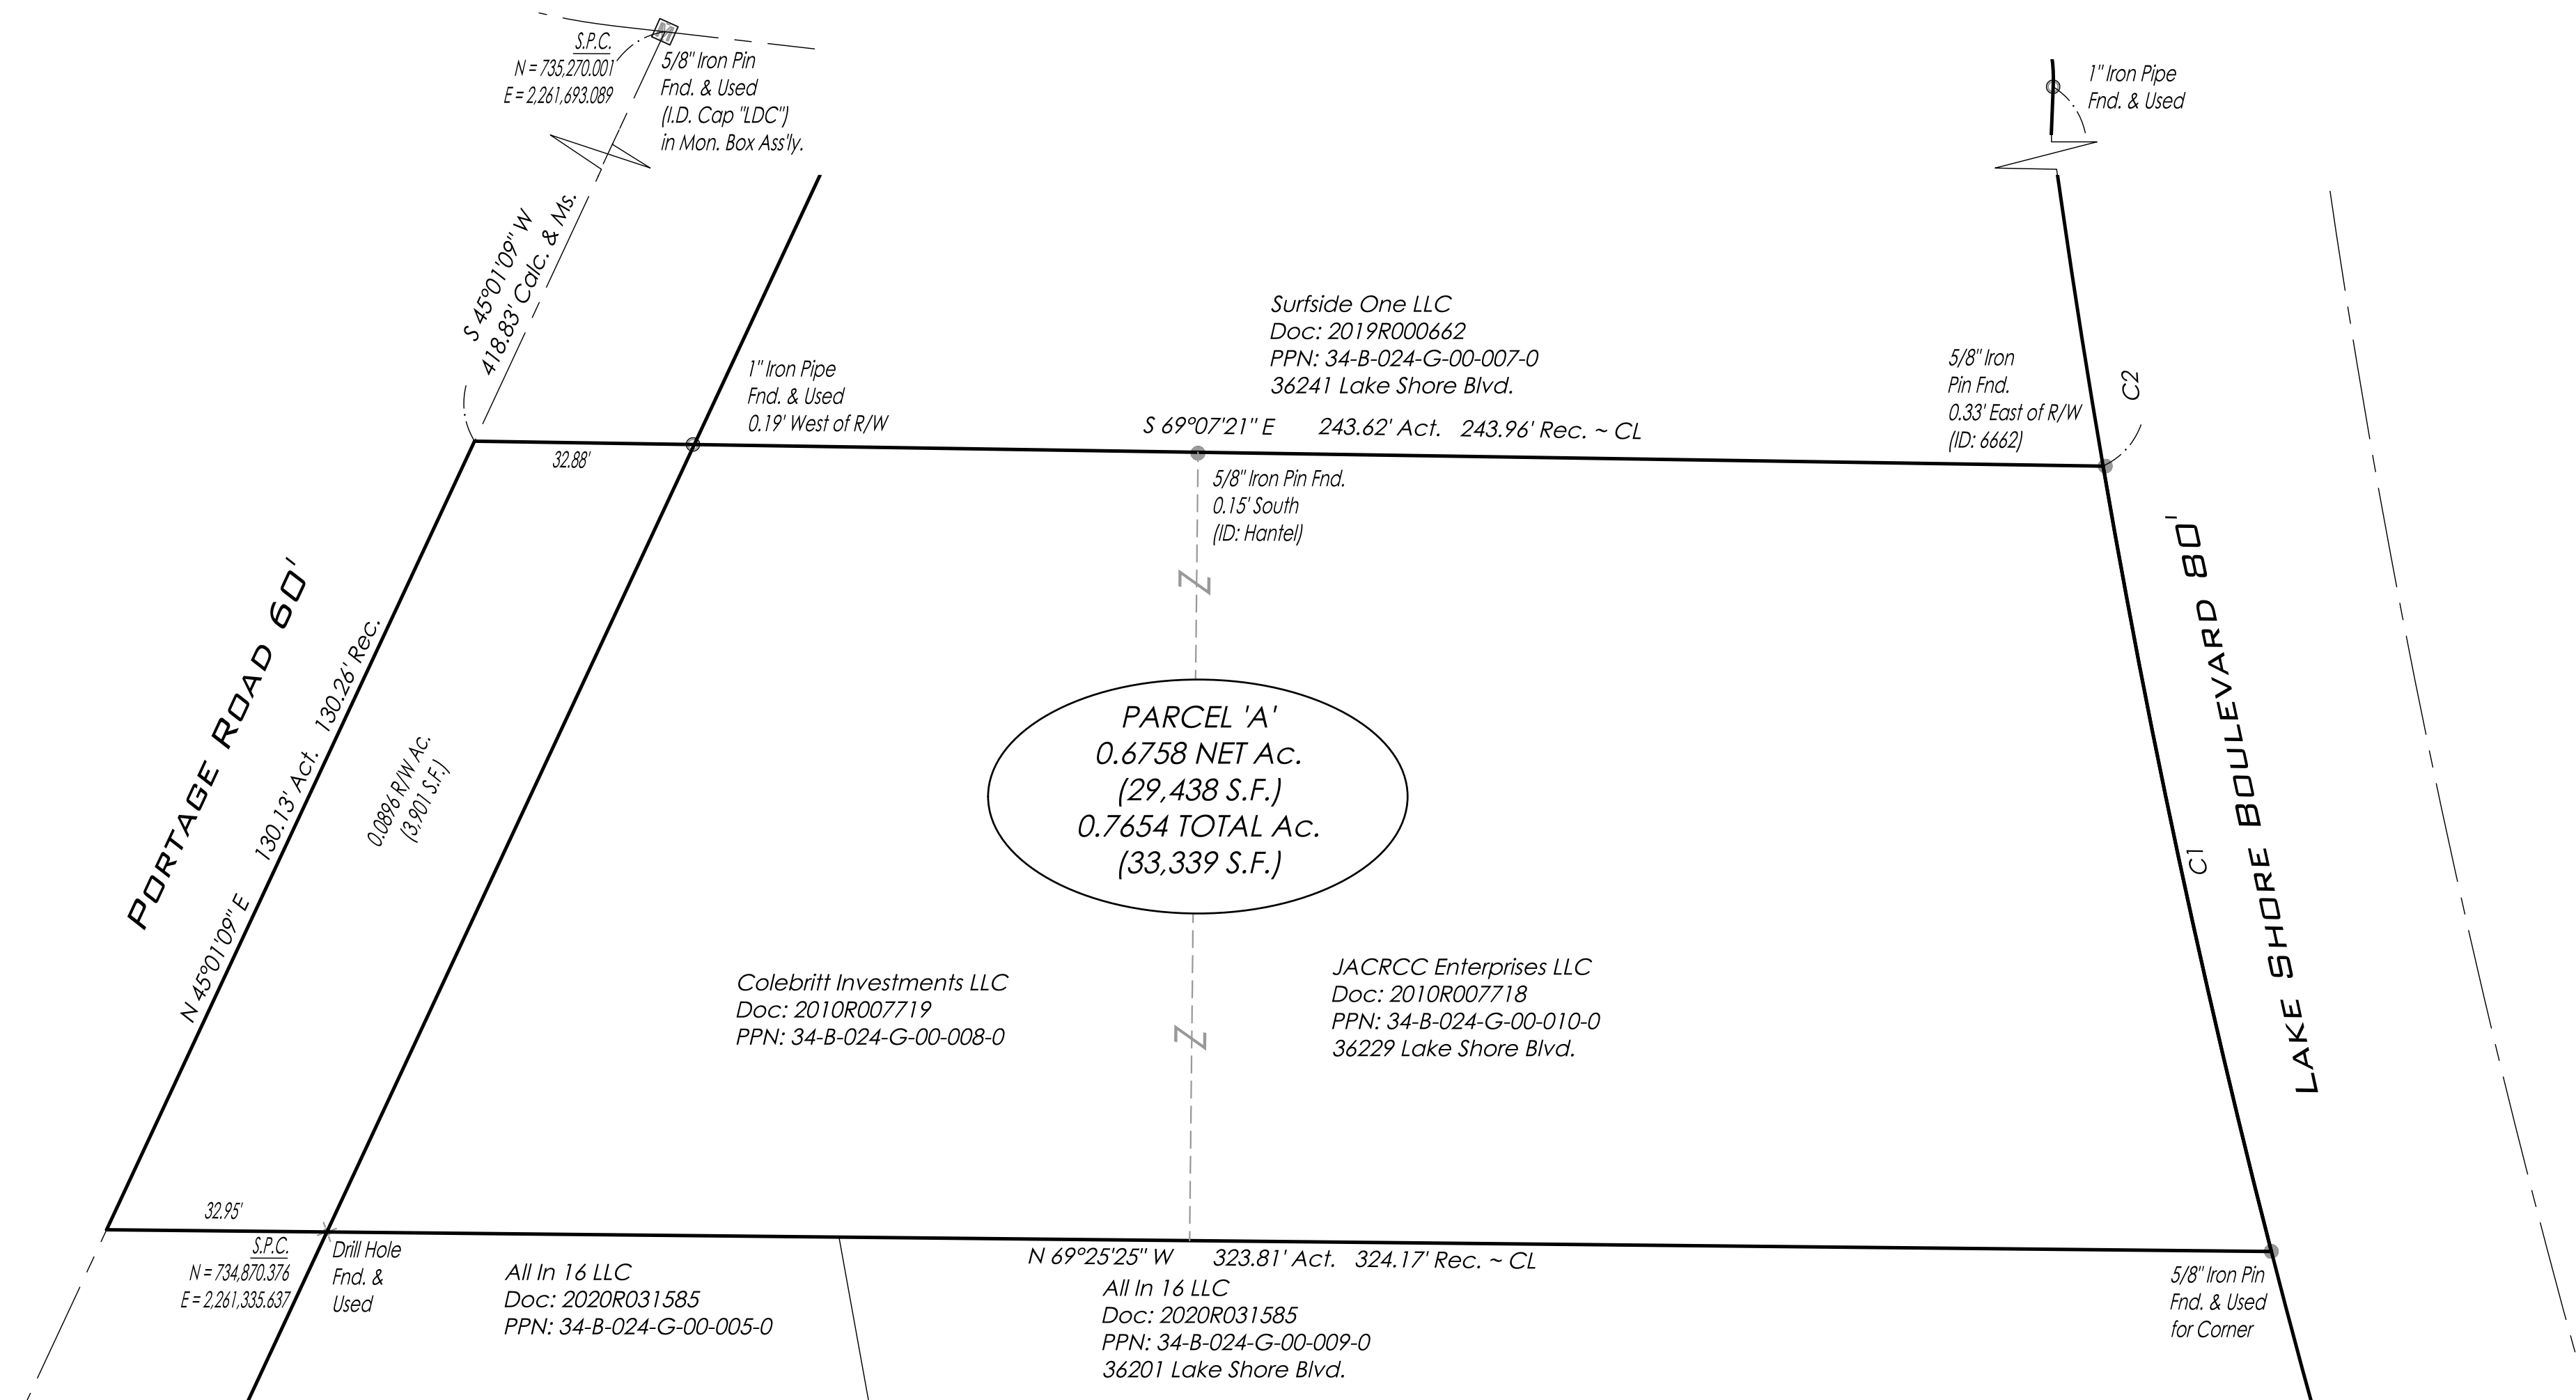 S.P.C.
N = 735,270.001
E = 2,261,693.089
M
5/8" Iron Pin
Fnd. & Used
(I.D. Cap "LDC")
in Mon. Box Ass'ly.
1" Iron Pipe
Fnd. & Used
S 45°01'09" W
418.83' Calc. & Ms.
Surfside One LLC
Doc: 2019R000662
PPN: 34-B-024-G-00-007-0
36241 Lake Shore Blvd.
1" Iron Pipe
Fnd. & Used
0.19' West of R/W
5/8" Iron
Pin Fnd.
0.33' East of R/W
(ID: 6662)
C2
S 69°07'21" E 243.62' Act. 243.96' Rec. ~ CL
32.88'
5/8" Iron Pin Fnd.
0.15' South
(ID: Hantel)
Z
PORTAGE ROAD 60'
N 45°01'09" E 130.13' Act. 130.26' Rec.
0.0896 R/W Ac.
(3,901 S.F.)
PARCEL 'A'
0.6758 NET Ac.
(29,438 S.F.)
0.7654 TOTAL Ac.
(33,339 S.F.)
C1
LAKE SHORE BOULEVARD 80'
Colebritt Investments LLC
Doc: 2010R007719
PPN: 34-B-024-G-00-008-0
JACRCC Enterprises LLC
Doc: 2010R007718
PPN: 34-B-024-G-00-010-0
36229 Lake Shore Blvd.
Z
32.95'
S.P.C.
N = 734,870.376
E = 2,261,335.637
Drill Hole
Fnd. &
Used
All In 16 LLC
Doc: 2020R031585
PPN: 34-B-024-G-00-005-0
N 69°25'25" W 323.81' Act. 324.17' Rec. ~ CL
All In 16 LLC
Doc: 2020R031585
PPN: 34-B-024-G-00-009-0
36201 Lake Shore Blvd.
5/8" Iron Pin
Fnd. & Used
for Corner